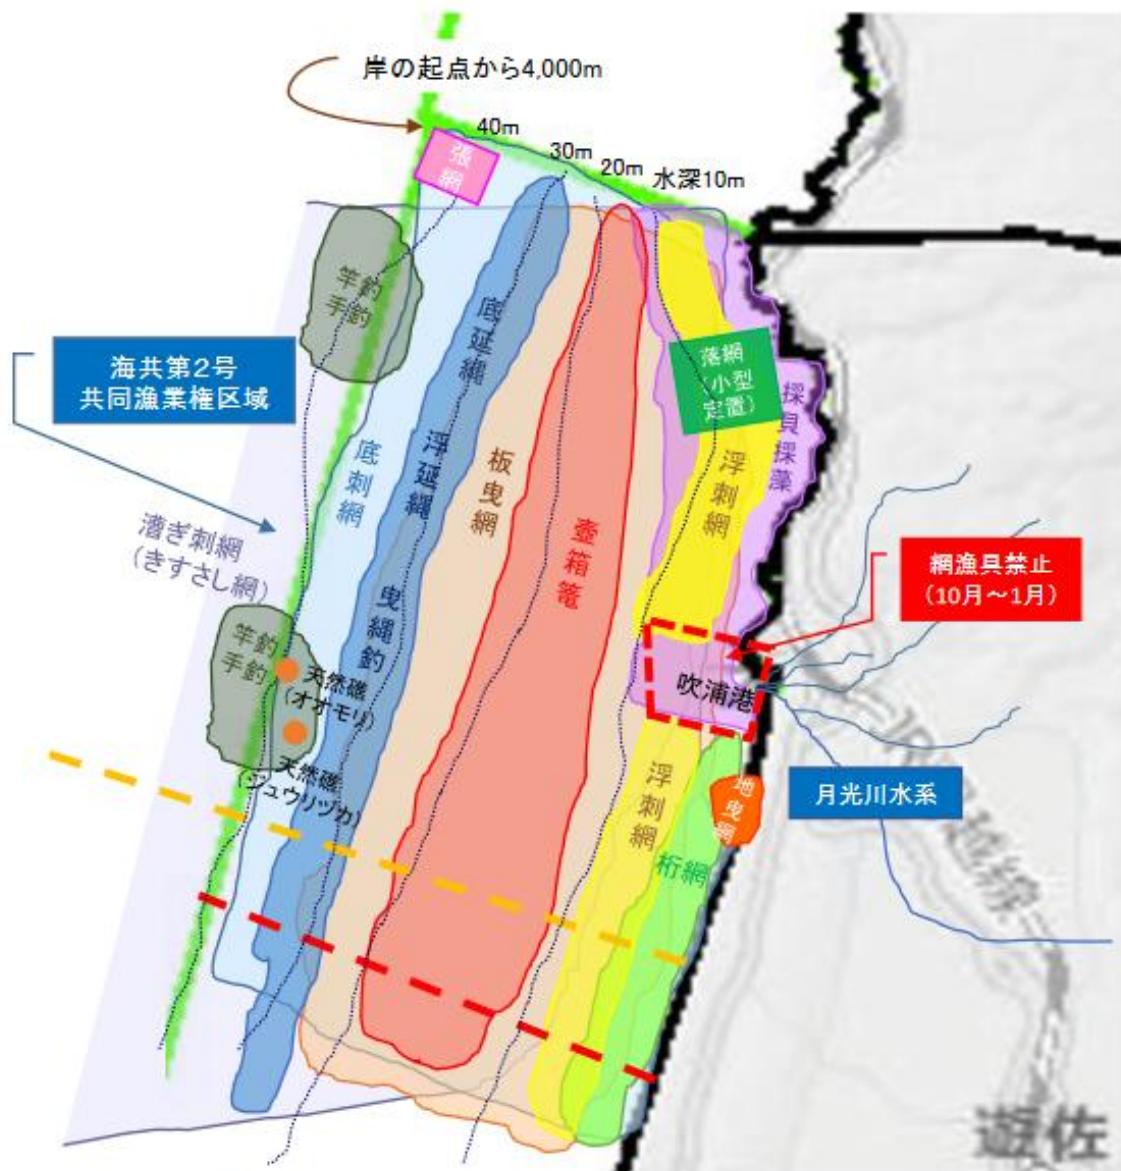 岸の起点から4,000m
40m
30m
20m
水深10m
張
網
竿釣
手釣
海共第2号
共同漁業権区域
底刺網
底延縄
浮延縄
曳縄釣
板曳網
壺箱篭
落網
(小型
定置)
浮刺網
採貝採藻
漕ぎ刺網
(きすさし網)
網漁具禁止
(10月~1月)
竿釣
手釣
天然礁
(オオモリ)
天然礁
(ジュウリヅカ)
吹浦港
浮刺網
地曳網
桁網
月光川水系
遊佐